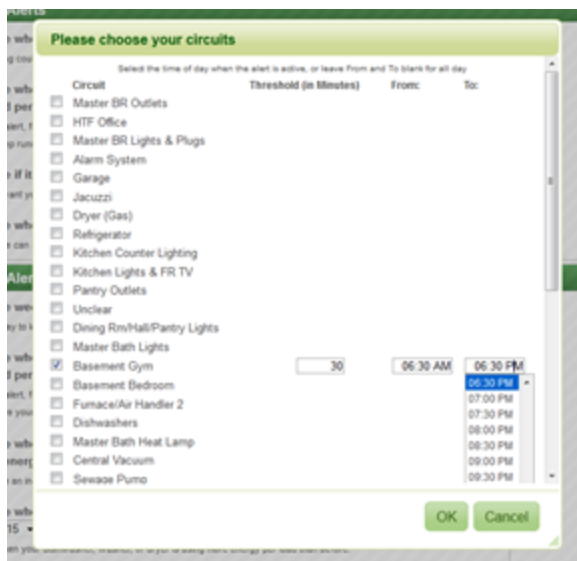 Alerts
Please choose your circuits
Select the time of day when the alert is active, or leave From and To blank for all day
Circuit Threshold (in Minutes) From: To:
Master BR Outlets
HTF Office
Master BR Lights & Plugs
Alarm System
Garage
Jacuzzi
Dryer (Gas)
Refrigerator
Kitchen Counter Lighting
Kitchen Lights & FR TV
Pantry Outlets
Unclear
Dining Rm/Hall/Pantry Lights
Master Bath Lights
Basement Gym 30 06:30 AM 06:30 PM
Basement Bedroom 06:30 PM
Furnace/Air Handler 2 07:00 PM
Dishwashers 07:30 PM
Master Bath Heat Lamp 08:00 PM
08:30 PM
Central Vacuum 09:00 PM
Sewage Pump 09:30 PM
OK Cancel
15